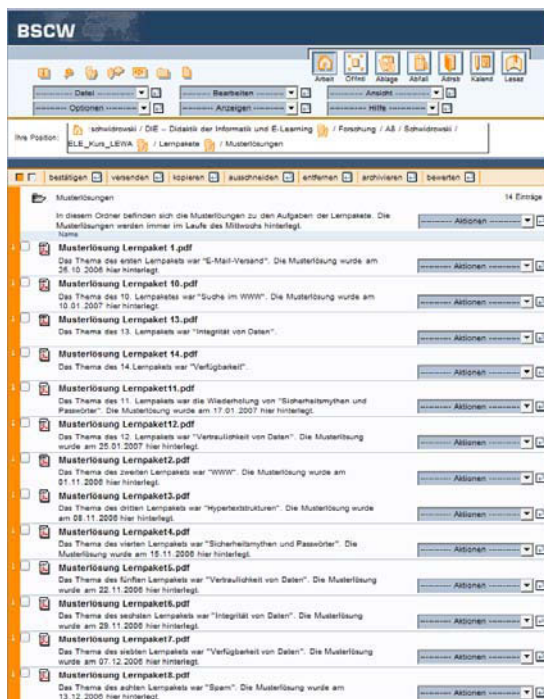 BSCW
Arbeit Öffntl Ablage Abfall Adrsb Kalend Lesez
Datei Bearbeiten Ansicht
Optionen Anzeigen Hilfe
Ihre Position: :schwidrowski / DIE – Didaktik der Informatik und E-Learning / Forschung / A8 / Schwidrowski /
ELE_Kurs_LEWA / Lernpakete / Musterlösungen
bestätigen versenden kopieren ausschneiden entfernen archivieren bewerten
Musterlösungen 14 Einträge
In diesem Ordner befinden sich die Musterlösungen zu den Aufgaben der Lernpakete. Die
Musterlösungen werden immer im Laufe des Mittwochs hinterlegt.
Aktionen
Name
Musterlösung Lernpaket 1.pdf
Das Thema des ersten Lernpakets war "E-Mail-Versand". Die Musterlösung wurde am
25.10.2006 hier hinterlegt.
Aktionen
Musterlösung Lernpaket 10.pdf
Das Thema des 10. Lernpaketes war "Suche im WWW". Die Musterlösung wurde am
10.01.2007 hier hinterlegt.
Aktionen
Musterlösung Lernpaket 13.pdf
Das Thema des 13. Lernpakets war "Integrität von Daten".
Aktionen
Musterlösung Lernpaket 14.pdf
Das Thema des 14.Lernpakets war "Verfügbarkeit".
Aktionen
Musterlösung Lernpaket11.pdf
Das Thema des 11. Lernpakets war die Wiederholung von "Sicherheitsmythen und
Passwörter". Die Musterlösung wurde am 17.01.2007 hier hinterlegt.
Aktionen
Musterlösung Lernpaket12.pdf
Das Thema des 12. Lernpakets war "Vertraulichkeit von Daten". Die Musterlösung
wurde am 25.01.2007 hier hinterlegt.
Aktionen
Musterlösung Lernpaket2.pdf
Das Thema des zweiten Lernpakets war "WWW". Die Musterlösung wurde am
01.11.2006 hier hinterlegt.
Aktionen
Musterlösung Lernpaket3.pdf
Das Thema des dritten Lernpakets war "Hypertextstrukturen". Die Musterlösung wurde
am 08.11.2006 hier hinterlegt.
Aktionen
Musterlösung Lernpaket4.pdf
Das Thema des vierten Lernpakets war "Sicherheitsmythen und Passwörter". Die
Musterlösung wurde am 15.11.2006 hier hinterlegt.
Aktionen
Musterlösung Lernpaket5.pdf
Das Thema des fünften Lernpakets war "Vertraulichkeit von Daten". Die Musterlösung
wurde am 22.11.2006 hier hinterlegt.
Aktionen
Musterlösung Lernpaket6.pdf
Das Thema des sechsten Lernpakets war "Integrität von Daten". Die Musterlösung
wurde am 29.11.2006 hier hinterlegt.
Aktionen
Musterlösung Lernpaket7.pdf
Das Thema des siebten Lernpakets war "Verfügbarkeit von Daten". Die Musterlösung
wurde am 07.12.2006 hier hinterlegt.
Aktionen
Musterlösung Lernpaket8.pdf
Das Thema des achten Lernpakets war "Spam". Die Musterlösung wurde am
13.12.2006 hier hinterlegt.
Aktionen